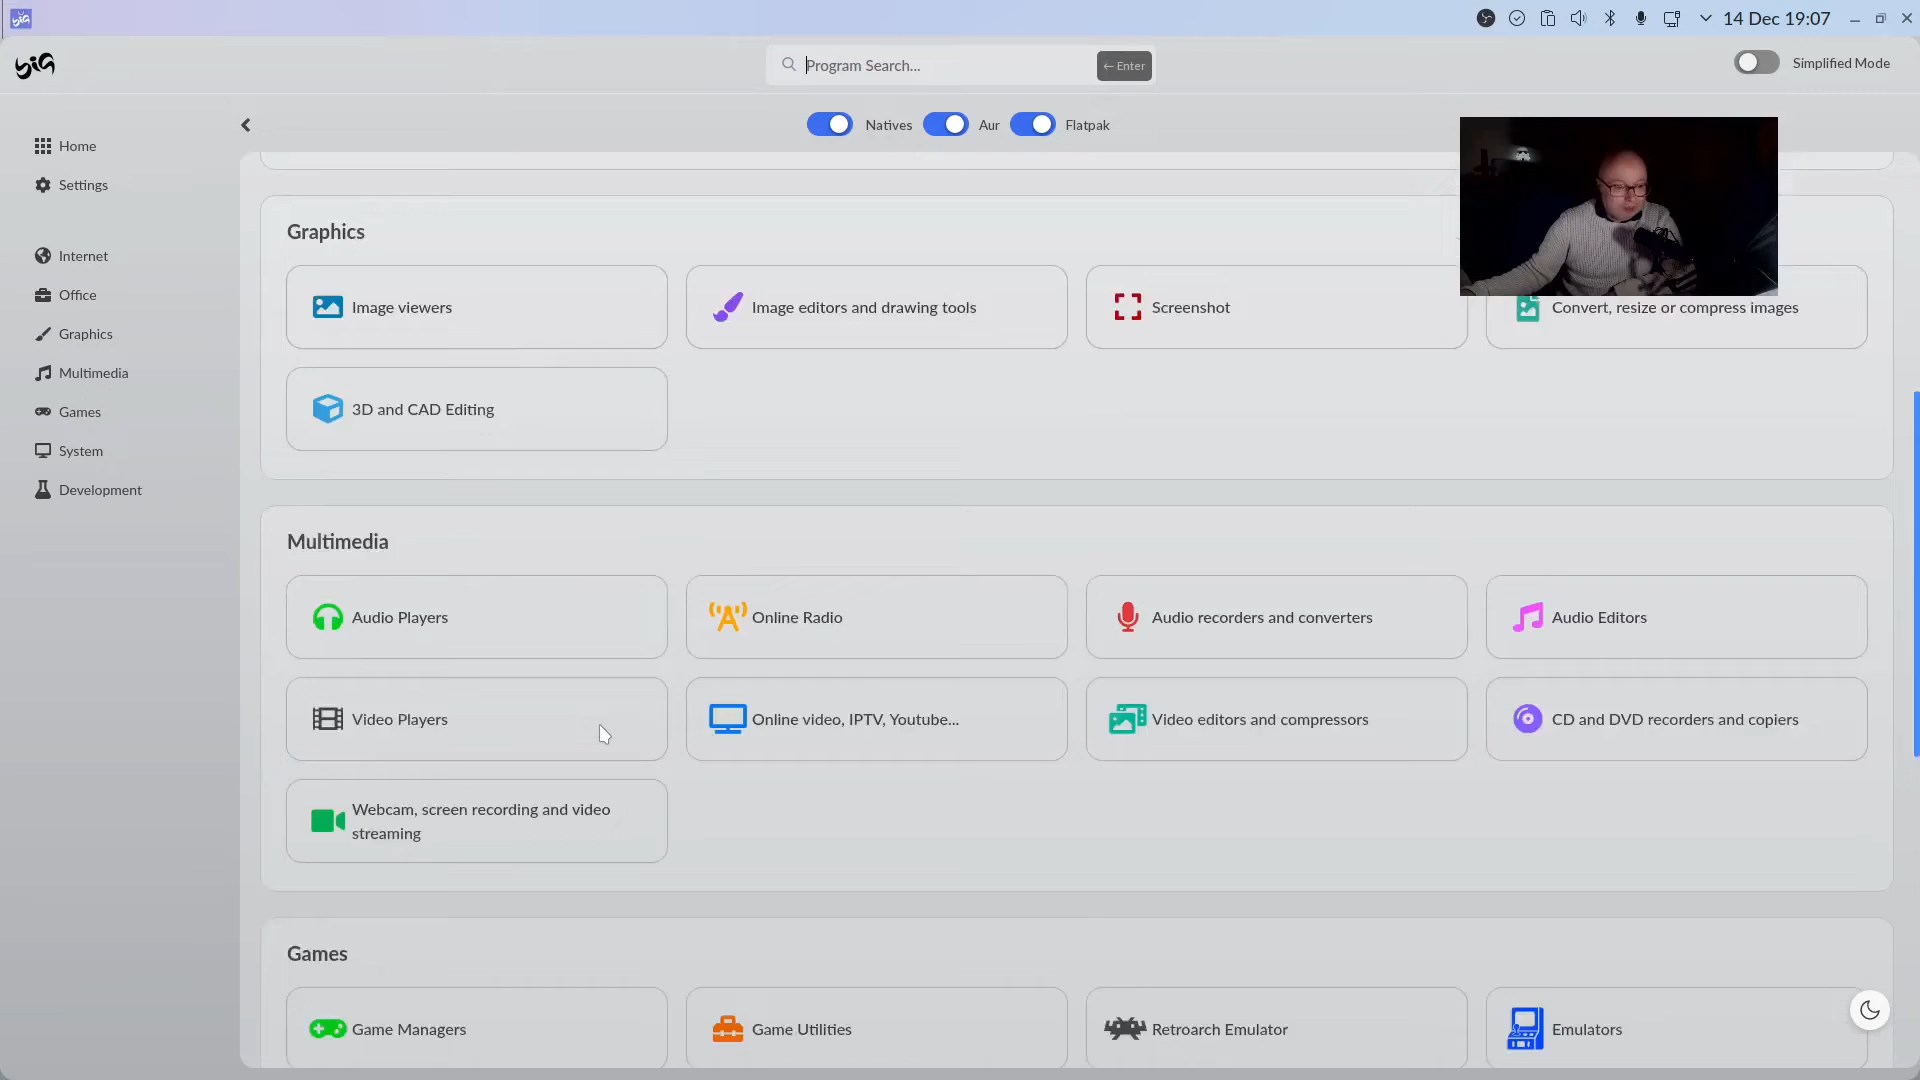 14 Dec 19:07
Program Search...
← Enter
Simplified Mode
Natives
Aur
Flatpak
Home
Settings
Internet
Office
Graphics
Multimedia
Games
System
Development
Graphics
Image viewers
Image editors and drawing tools
Screenshot
Convert, resize or compress images
3D and CAD Editing
Multimedia
Audio Players
Online Radio
Audio recorders and converters
Audio Editors
Video Players
Online video, IPTV, Youtube...
Video editors and compressors
CD and DVD recorders and copiers
Webcam, screen recording and video
streaming
Games
Game Managers
Game Utilities
Retroarch Emulator
Emulators